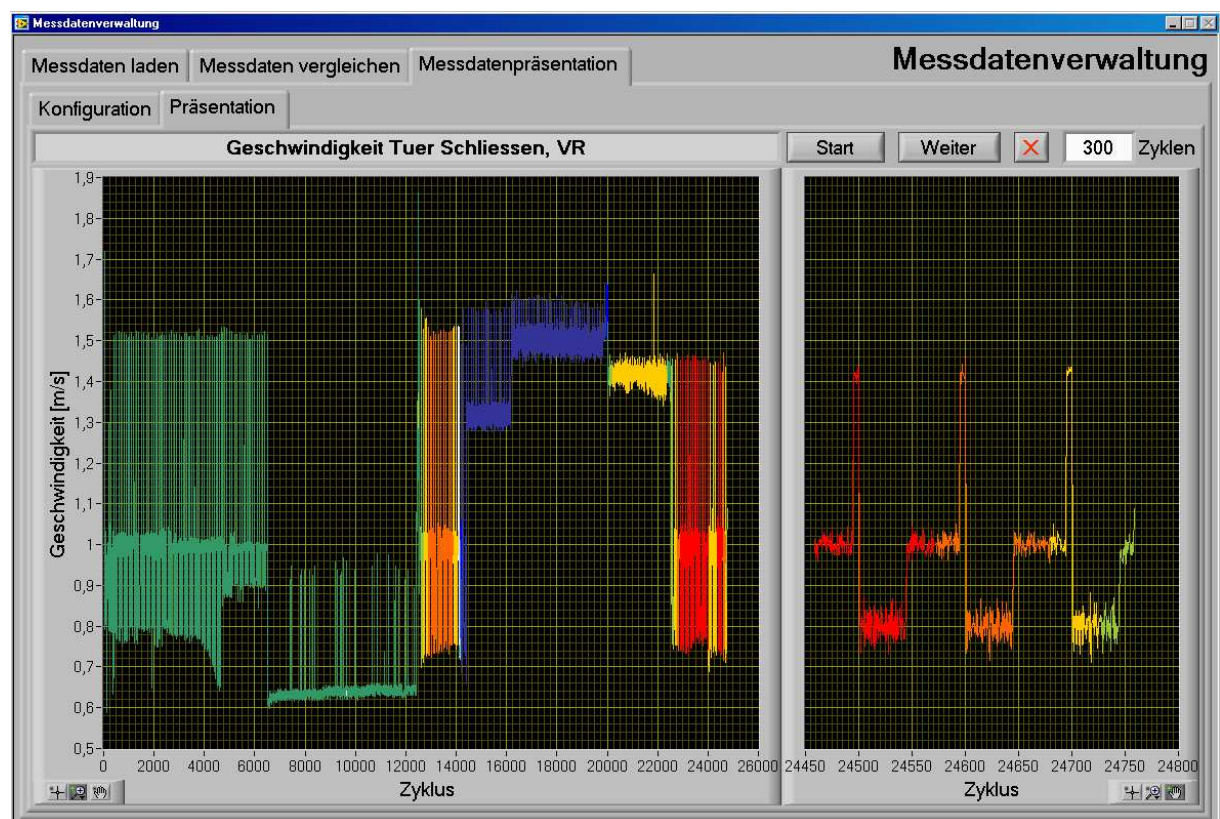 Messdatenverwaltung
Messdaten laden Messdaten vergleichen Messdatenpräsentation Messdatenverwaltung
Konfiguration Präsentation
Geschwindigkeit Tuer Schliessen, VR Start Weiter X 300 Zyklen
1,9
1,8
1,7
1,6
1,5
1,4
1,3
1,2
1,1
1
0,9
0,8
0,7
0,6
0,5
Geschwindigkeit [m/s]
0 2000 4000 6000 8000 10000 12000 14000 16000 18000 20000 22000 24000 26000
Zyklus
24450 24500 24550 24600 24650 24700 24750 24800
Zyklus